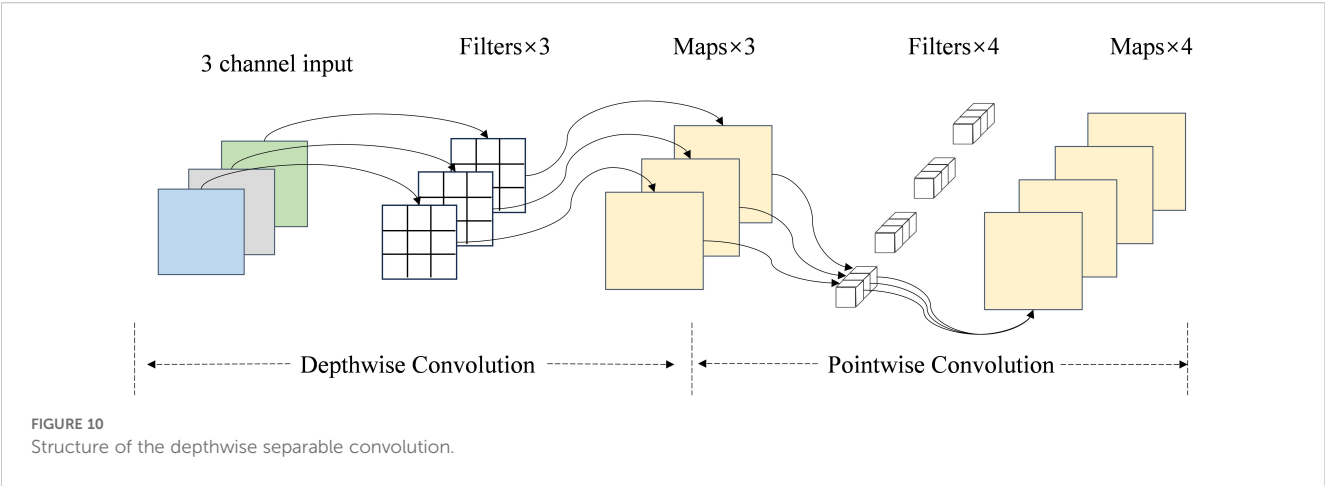 3 channel input
Filters×3
Maps×3
Filters×4
Maps×4
Depthwise Convolution
Pointwise Convolution
FIGURE 10
Structure of the depthwise separable convolution.